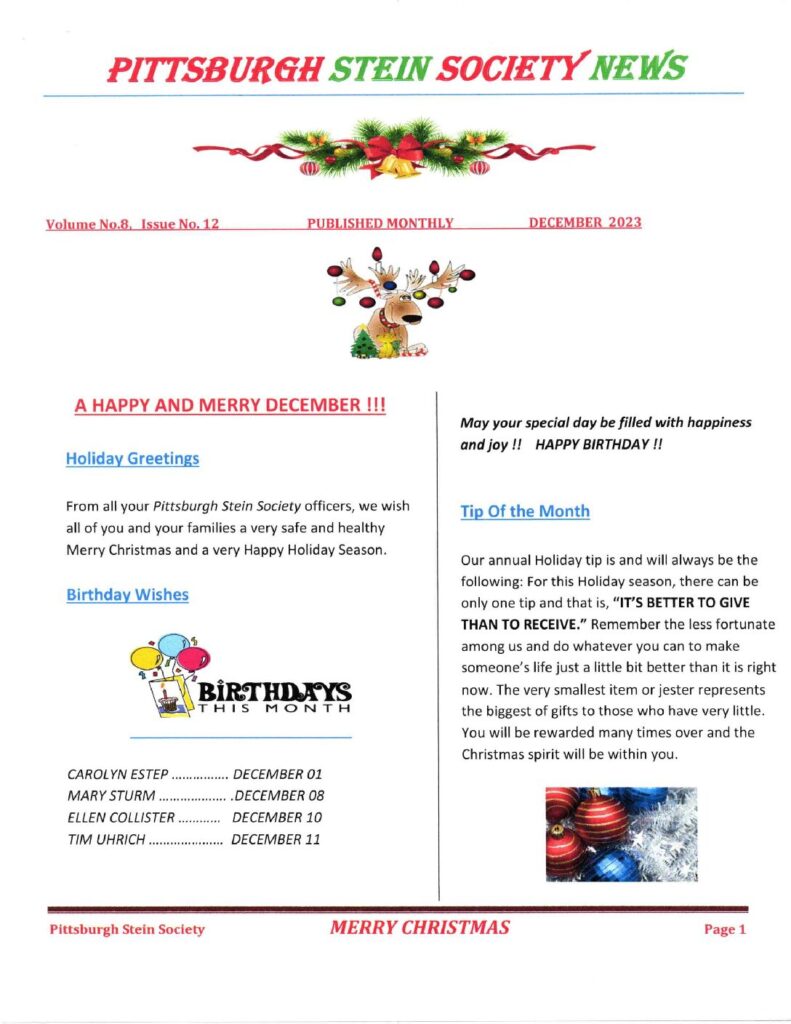 PITTSBURGH STEIN SOCIETY NEWS
Volume No.8, Issue No. 12 PUBLISHED MONTHLY DECEMBER 2023
A HAPPY AND MERRY DECEMBER !!!
Holiday Greetings
From all your Pittsburgh Stein Society officers, we wish
all of you and your families a very safe and healthy
Merry Christmas and a very Happy Holiday Season.
Birthday Wishes
BIRTHDAYS
THIS MONTH
CAROLYN ESTEP ................ DECEMBER 01
MARY STURM ................... .DECEMBER 08
ELLEN COLLISTER ............ DECEMBER 10
TIM UHRICH ..................... DECEMBER 11
May your special day be filled with happiness
and joy !! HAPPY BIRTHDAY !!
Tip Of the Month
Our annual Holiday tip is and will always be the
following: For this Holiday season, there can be
only one tip and that is, “IT’S BETTER TO GIVE
THAN TO RECEIVE.” Remember the less fortunate
among us and do whatever you can to make
someone’s life just a little bit better than it is right
now. The very smallest item or jester represents
the biggest of gifts to those who have very little.
You will be rewarded many times over and the
Christmas spirit will be within you.
Pittsburgh Stein Society MERRY CHRISTMAS Page 1